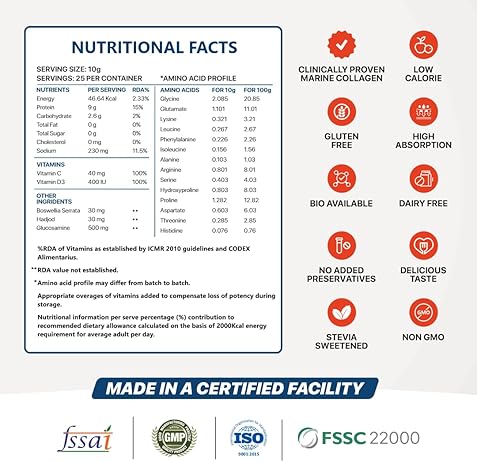 NUTRITIONAL FACTS
SERVING SIZE: 10g
SERVINGS: 25 PER CONTAINER
*AMINO ACID PROFILE
NUTRIENTS PER SERVING RDA%
Energy 46.64 Kcal 2.33%
Protein 9 g 15%
Carbohydrate 2.6 g 2%
Total Fat 0 g 0%
Total Sugar 0 g 0%
Cholesterol 0 mg 0%
Sodium 230 mg 11.5%
VITAMINS
Vitamin C 40 mg 100%
Vitamin D3 400 IU 100%
OTHER
INGRIDENTS
Boswellia Serrata 30 mg **
Hadjod 30 mg **
Glucosamine 500 mg **
AMINO ACIDS FOR 10g FOR 100g
Glycine 2.085 20.85
Glutamate 1.101 11.01
Lysine 0.321 3.21
Leucine 0.267 2.67
Phenylalanine 0.226 2.26
Isoleucine 0.156 1.56
Alanine 0.103 1.03
Arginine 0.801 8.01
Serine 0.403 4.03
Hydroxyproline 0.803 8.03
Proline 1.282 12.82
Aspartate 0.603 6.03
Threonine 0.285 2.85
Histidine 0.076 0.76
%RDA of Vitamins as established by ICMR 2010 guidelines and CODEX
Alimentarius.
**RDA value not established.
*Amino acid profile may differ from batch to batch.
Appropriate overages of vitamins added to compensate loss of potency during
storage.
Nutritional information per serve percentage (%) contribution to
recommended dietary allowance calculated on the basis of 2000Kcal energy
requirement for average adult per day.
CLINICALLY PROVEN
MARINE COLLAGEN
LOW
CALORIE
GLUTEN
FREE
HIGH
ABSORPTION
BIO AVAILABLE
DAIRY FREE
NO ADDED
PRESERVATIVES
DELICIOUS
TASTE
GMO
STEVIA
SWEETENED
NON GMO
MADE IN A CERTIFIED FACILITY
fssai
GMP
ISO
9001:2015
FSSC 22000